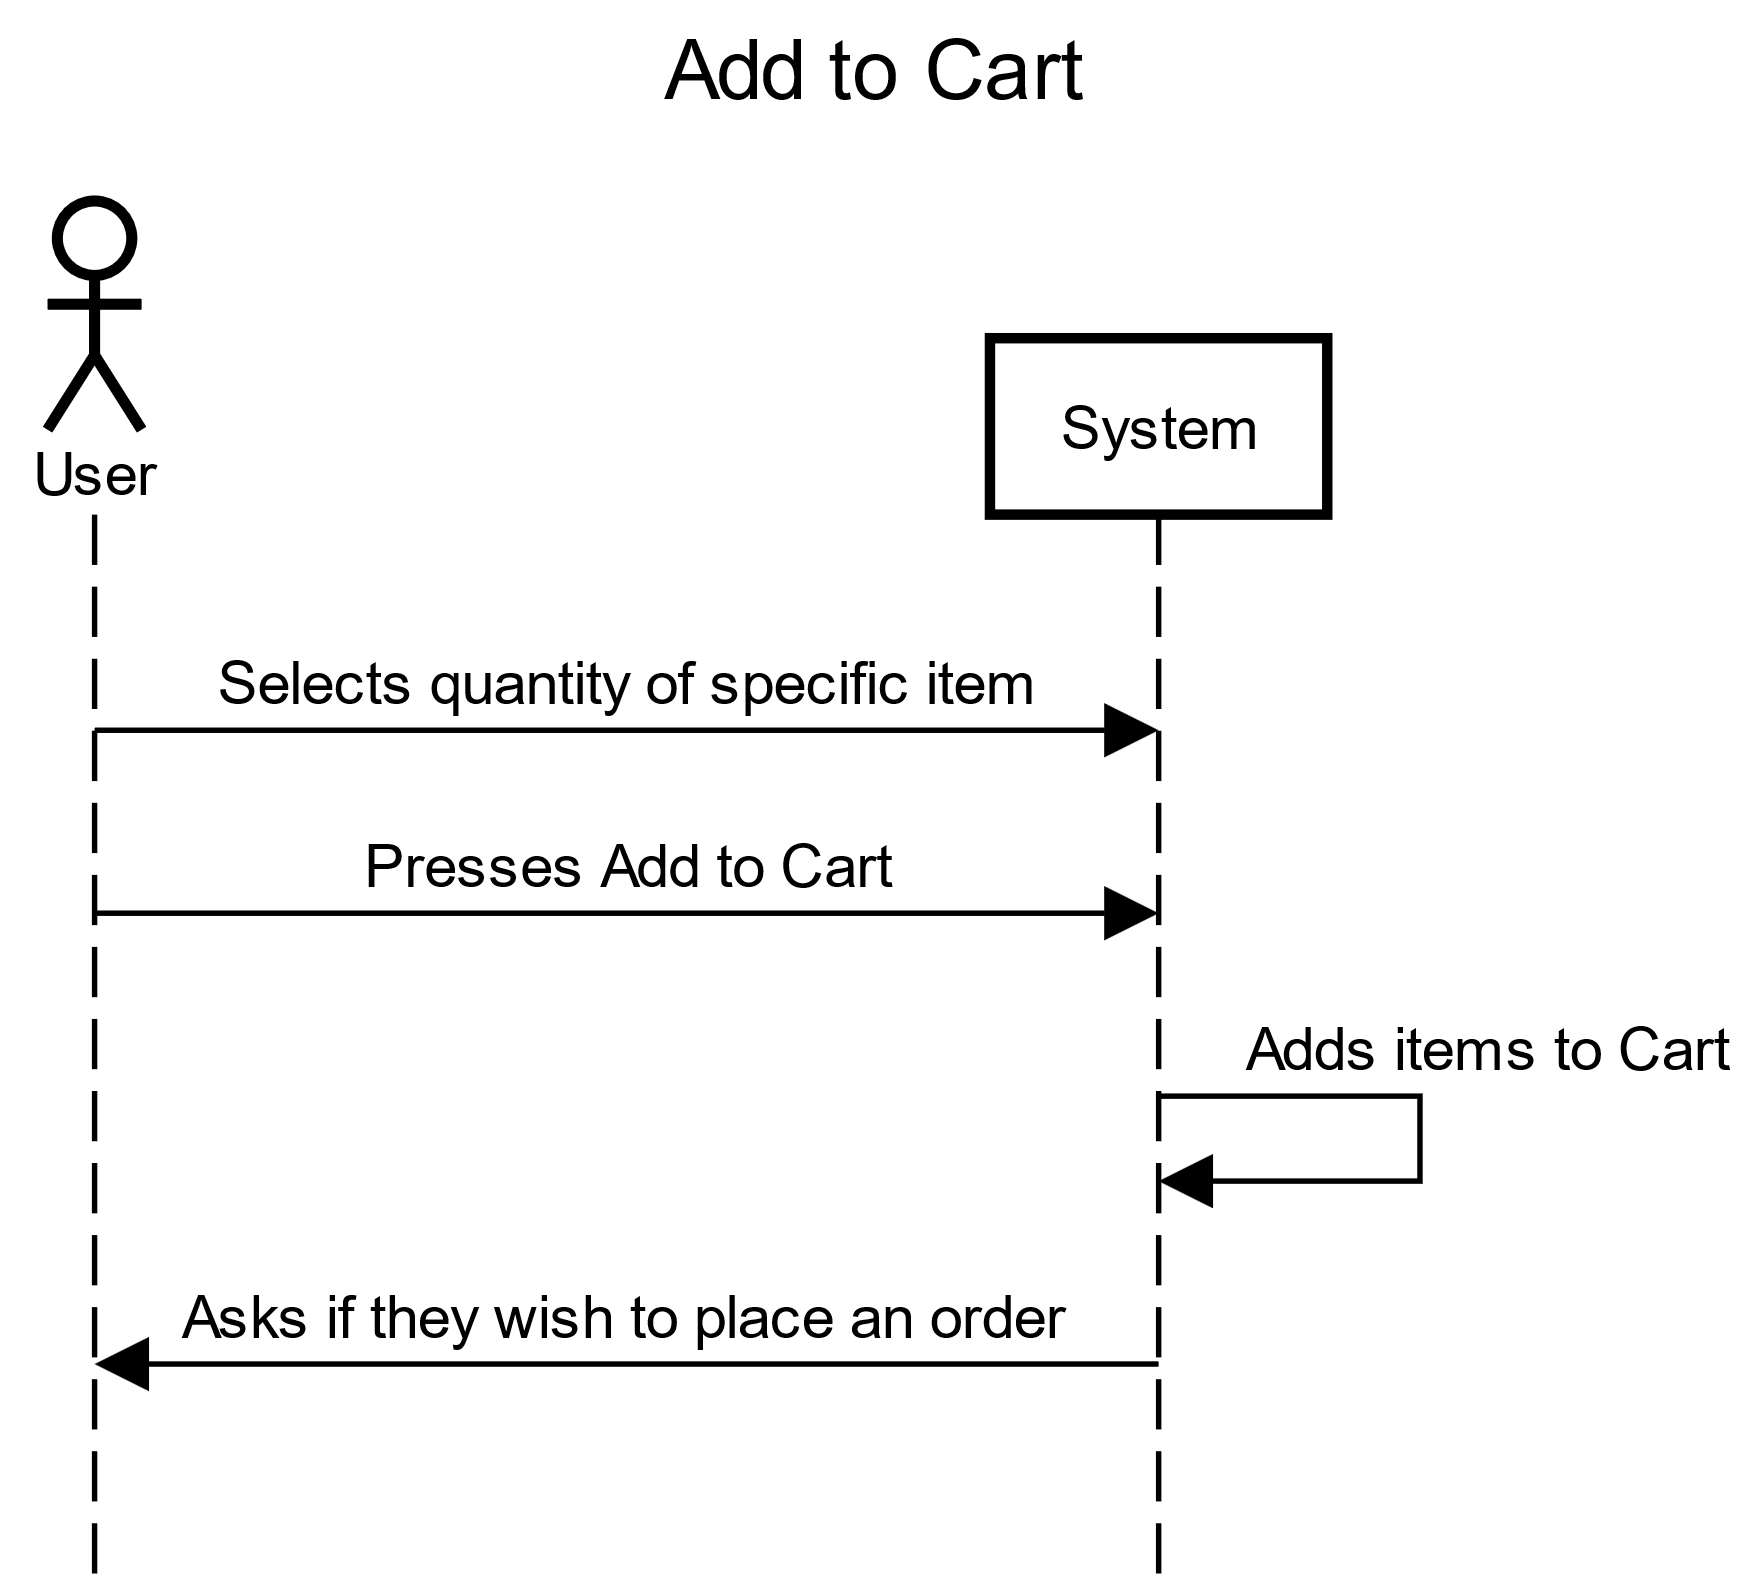 Add to Cart
User
System
Selects quantity of specific item
Presses Add to Cart
Adds items to Cart
Asks if they wish to place an order